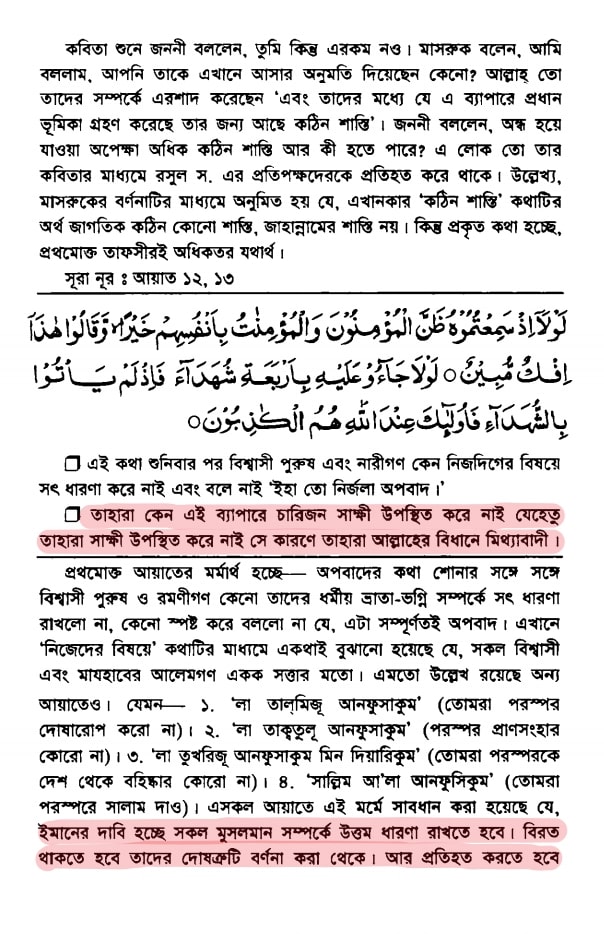 কবিতা শুনে জননী বললেন, তুমি কিন্তু এরকম নও। মাসরুক বলেন, আমি
বললাম, আপনি তাকে এখানে আসার অনুমতি দিয়েছেন কেনো? আল্লাহ্ তো
তাদের সম্পর্কে এরশাদ করেছেন ‘এবং তাদের মধ্যে যে এ ব্যাপারে প্রধান
ভূমিকা গ্রহণ করেছে তার জন্য আছে কঠিন শাস্তি’। জননী বললেন, অন্ধ হয়ে
যাওয়া অপেক্ষা অধিক কঠিন শাস্তি আর কী হতে পারে? এ লোক তো তার
কবিতার মাধ্যমে রসুল স. এর প্রতিপক্ষদেরকে প্রতিহত করে থাকে। উল্লেখ্য,
মাসরুকের বর্ণনাটির মাধ্যমে অনুমিত হয় যে, এখানকার ‘কঠিন শাস্তি’ কথাটির
অর্থ জাগতিক কঠিন কোনো শাস্তি, জাহান্নামের শাস্তি নয়। কিন্তু প্রকৃত কথা হচ্ছে,
প্রথমোক্ত তাফসীরই অধিকতর যথার্থ।
সূরা নূর : আয়াত ১২, ১৩
لَوْلَآ اِذْ سَمِعْتُمُوْهُ ظَنَّ الْمُؤْمِنُوْنَ وَالْمُؤْمِنٰتُ بِاَنْفُسِهِمْ خَيْرًا ۙ وَّقَالُوْا هٰذَآ
اِفْكٌ مُّبِيْنٌ ○ لَوْلَا جَآءُوْ عَلَيْهِ بِاَرْبَعَةِ شُهَدَآءَ ۚ فَاِذْ لَمْ يَاْتُوْا
بِالشُّهَدَآءِ فَاُولٰٓئِكَ عِنْدَ اللّٰهِ هُمُ الْكٰذِبُوْنَ ○
❒ এই কথা শুনিবার পর বিশ্বাসী পুরুষ এবং নারীগণ কেন নিজদিগের বিষয়ে
সৎ ধারণা করে নাই এবং বলে নাই ‘ইহা তো নির্জলা অপবাদ।’
❒ তাহারা কেন এই ব্যাপারে চারিজন সাক্ষী উপস্থিত করে নাই যেহেতু
তাহারা সাক্ষী উপস্থিত করে নাই সে কারণে তাহারা আল্লাহের বিধানে মিথ্যাবাদী।
প্রথমোক্ত আয়াতের মর্মার্থ হচ্ছে— অপবাদের কথা শোনার সঙ্গে সঙ্গে
বিশ্বাসী পুরুষ ও রমণীগণ কেনো তাদের ধর্মীয় ভ্রাতা-ভগ্নি সম্পর্কে সৎ ধারণা
রাখলো না, কেনো স্পষ্ট করে বললো না যে, এটা সম্পূর্ণতই অপবাদ। এখানে
‘নিজেদের বিষয়ে’ কথাটির মাধ্যমে একথাই বুঝানো হয়েছে যে, সকল বিশ্বাসী
এবং মাযহাবের আলেমগণ একক সত্তার মতো। এমতো উল্লেখ রয়েছে অন্য
আয়াতেও। যেমন— ১. ‘লা তাল্‌মিজূ আনফুসাকুম’ (তোমরা পরস্পর
দোষারোপ করো না)। ২. ‘লা তাক্বতুলূ আনফুসাকুম’ (পরস্পর প্রাণসংহার
কোরো না)। ৩. ‘লা তুখরিজূ আনফুসাকুম মিন দিয়ারিকুম’ (তোমরা পরস্পরকে
দেশ থেকে বহিষ্কার কোরো না)। ৪. ‘সাল্লিম আ’লা আনফুসিকুম’ (তোমরা
পরস্পরে সালাম দাও)। এসকল আয়াতে এই মর্মে সাবধান করা হয়েছে যে,
ইমানের দাবি হচ্ছে সকল মুসলমান সম্পর্কে উত্তম ধারণা রাখতে হবে। বিরত
থাকতে হবে তাদের দোষত্রুটি বর্ণনা করা থেকে। আর প্রতিহত করতে হবে